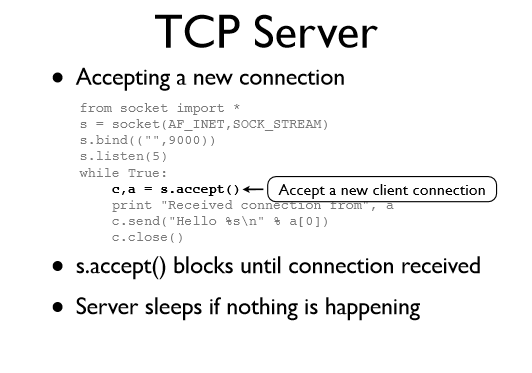 TCP Server
• Accepting a new connection
from socket import *
s = socket(AF_INET,SOCK_STREAM)
s.bind(("",9000))
s.listen(5)
while True:
    c,a = s.accept()
Accept a new client connection
    print "Received connection from", a
    c.send("Hello %s\n" % a[0])
    c.close()
• s.accept() blocks until connection received
• Server sleeps if nothing is happening